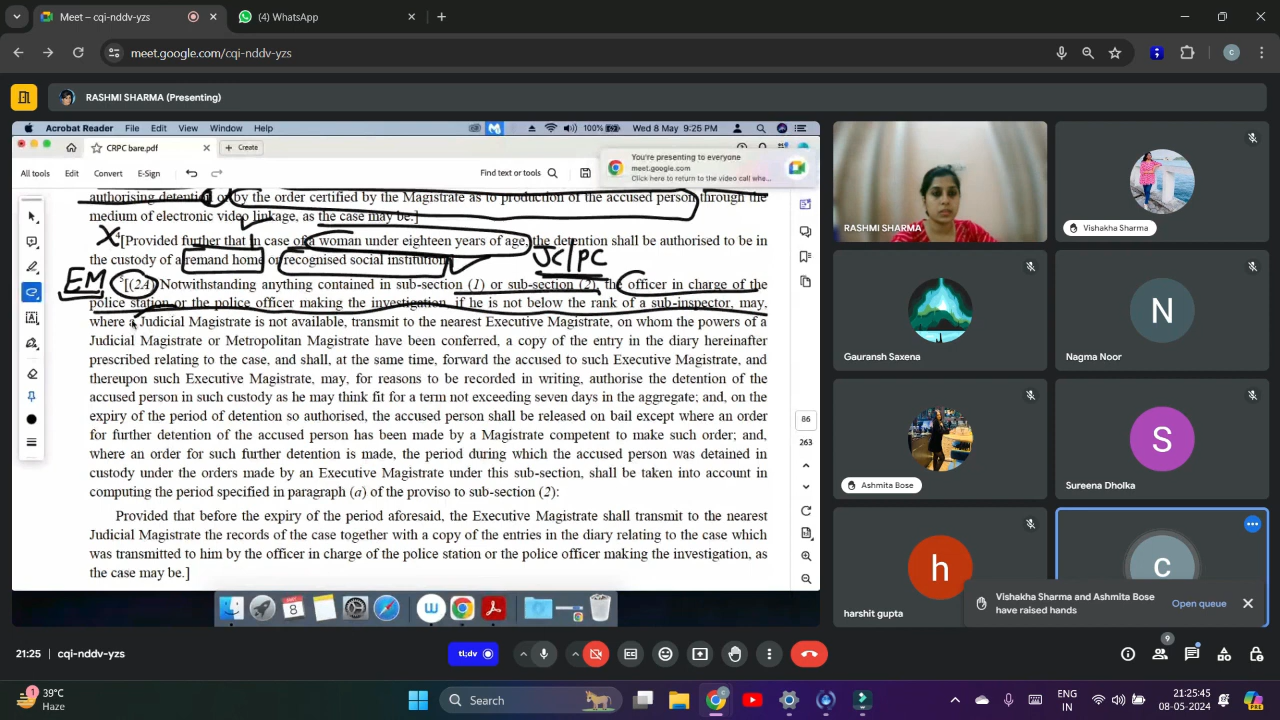 Meet – cqi-nddv-yzs
(4) WhatsApp
meet.google.com/cqi-nddv-yzs
c
RASHMI SHARMA (Presenting)
Acrobat Reader File Edit View Window Help
100% Wed 8 May 9:25 PM
CRPC bare.pdf
Create
You're presenting to everyone
meet.google.com
Click here to return to the video call whe...
All tools Edit Convert E-Sign
Find text or tools
authorising detention or by the order certified by the Magistrate as to production of the accused person through the
medium of electronic video linkage, as the case may be.]
X
[Provided further that in case of a woman under eighteen years of age, the detention shall be authorised to be in
the custody of a remand home or recognised social institution.]
JC/PC
EM
[(2A) Notwithstanding anything contained in sub-section (1) or sub-section (2), the officer in charge of the
police station or the police officer making the investigation, if he is not below the rank of a sub-inspector, may,
where a Judicial Magistrate is not available, transmit to the nearest Executive Magistrate, on whom the powers of a
Judicial Magistrate or Metropolitan Magistrate have been conferred, a copy of the entry in the diary hereinafter
prescribed relating to the case, and shall, at the same time, forward the accused to such Executive Magistrate, and
thereupon such Executive Magistrate, may, for reasons to be recorded in writing, authorise the detention of the
accused person in such custody as he may think fit for a term not exceeding seven days in the aggregate; and, on the
expiry of the period of detention so authorised, the accused person shall be released on bail except where an order
for further detention of the accused person has been made by a Magistrate competent to make such order; and,
where an order for such further detention is made, the period during which the accused person was detained in
custody under the orders made by an Executive Magistrate under this sub-section, shall be taken into account in
computing the period specified in paragraph (a) of the proviso to sub-section (2):
Provided that before the expiry of the period aforesaid, the Executive Magistrate shall transmit to the nearest
Judicial Magistrate the records of the case together with a copy of the entries in the diary relating to the case which
was transmitted to him by the officer in charge of the police station or the police officer making the investigation, as
the case may be.]
86
263
RASHMI SHARMA
Vishakha Sharma
Gauransh Saxena
N
Nagma Noor
Ashmita Bose
S
Sureena Dholka
h
harshit gupta
c
Vishakha Sharma and Ashmita Bose
have raised hands
Open queue
21:25 cqi-nddv-yzs
tl;dv
9
1
39°C
Haze
Search
ENG
IN
21:25:45
08-05-2024